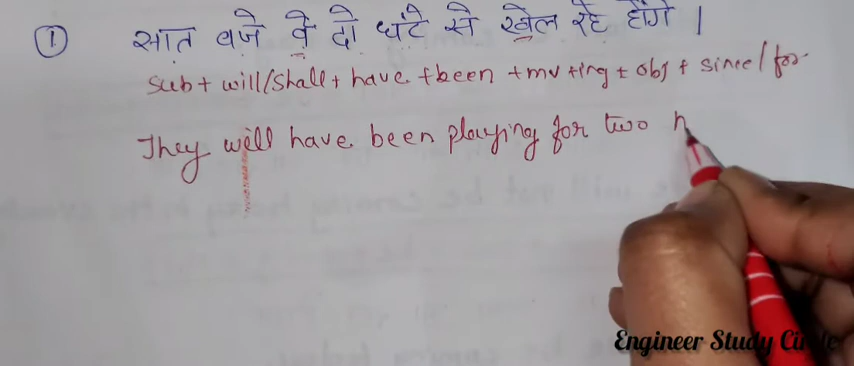 ① सात वजे वे दो घंटे से खेल रहे होंगे |
Sub + will/shall + have + been + mv + ing + obj + since/for
They will have been playing for two h
Engineer Study Circle